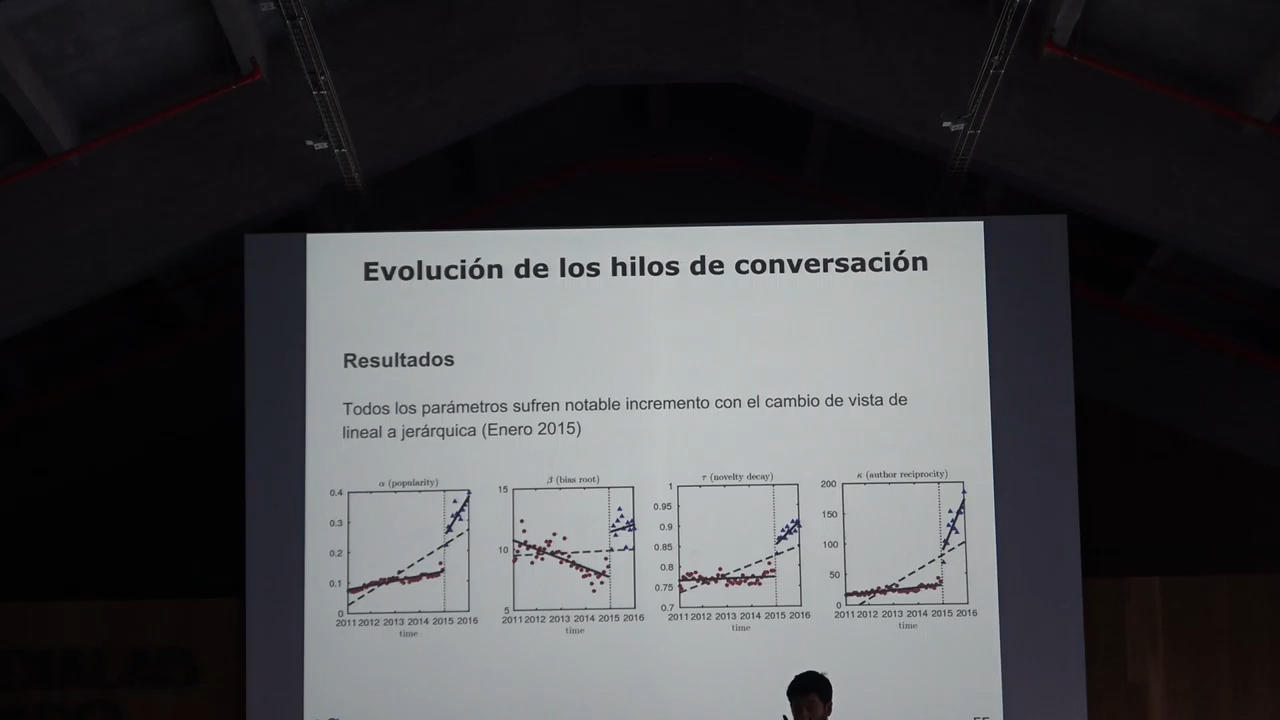 Evolución de los hilos de conversación
Resultados
Todos los parámetros sufren notable incremento con el cambio de vista de
lineal a jerárquica (Enero 2015)
α (popularity)
0.4
0.3
0.2
0.1
0
2011 2012 2013 2014 2015 2016
time
β (bias root)
15
10
5
2011 2012 2013 2014 2015 2016
time
τ (novelty decay)
1
0.95
0.9
0.85
0.8
0.75
0.7
2011 2012 2013 2014 2015 2016
time
κ (author reciprocity)
200
150
100
50
0
2011 2012 2013 2014 2015 2016
time